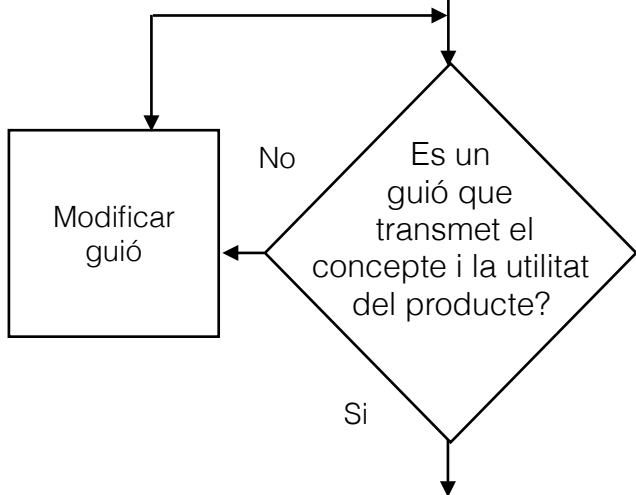 No
Es un
guió que
transmet el
concepte i la utilitat
del producte?
Modificar
guió
Si